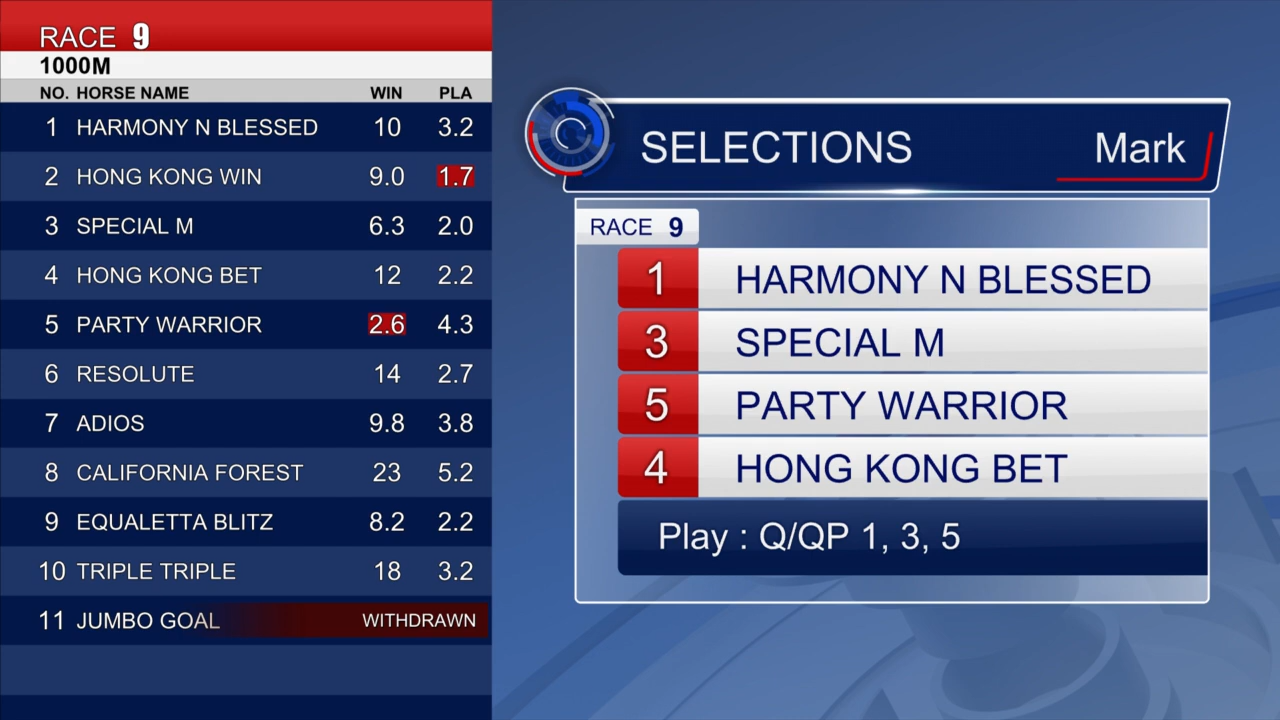 RACE 9
1000M
NO. HORSE NAME WIN PLA
1 HARMONY N BLESSED 10 3.2
2 HONG KONG WIN 9.0 1.7
3 SPECIAL M 6.3 2.0
4 HONG KONG BET 12 2.2
5 PARTY WARRIOR 2.6 4.3
6 RESOLUTE 14 2.7
7 ADIOS 9.8 3.8
8 CALIFORNIA FOREST 23 5.2
9 EQUALETTA BLITZ 8.2 2.2
10 TRIPLE TRIPLE 18 3.2
11 JUMBO GOAL WITHDRAWN
SELECTIONS Mark
RACE 9
1 HARMONY N BLESSED
3 SPECIAL M
5 PARTY WARRIOR
4 HONG KONG BET
Play : Q/QP 1, 3, 5